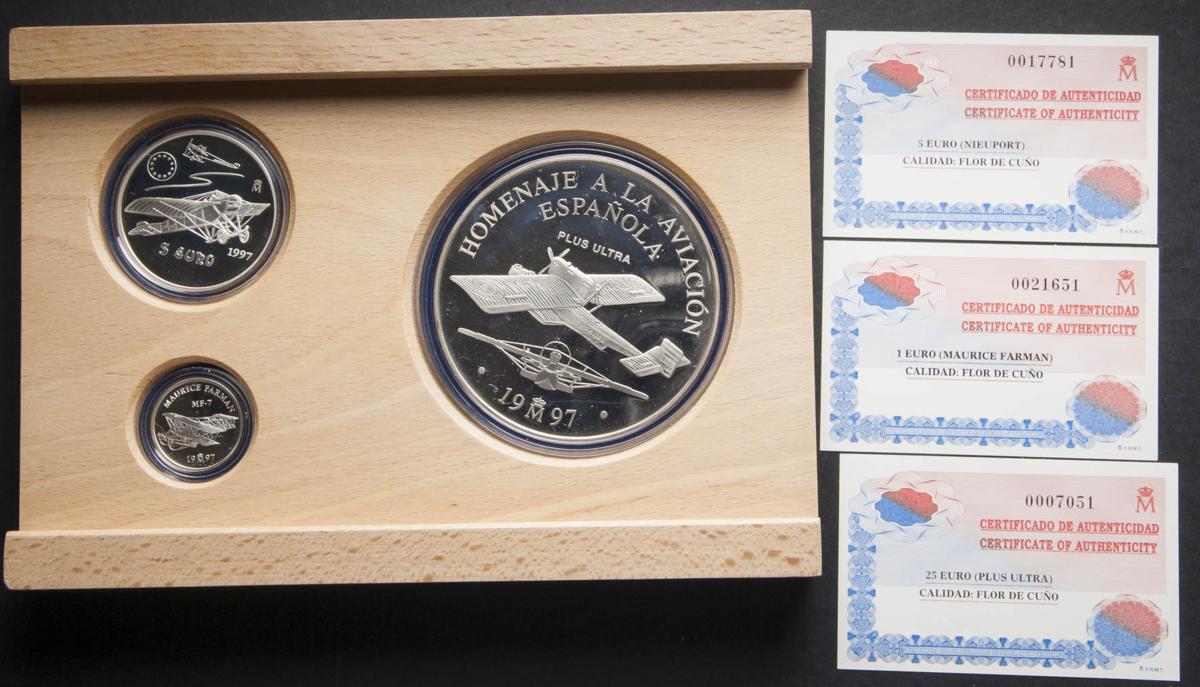 5 EURO
1997
MAURICE FARMAN
MF-7
19 M 97
HOMENAJE A LA AVIACIÓN
ESPAÑOLA
PLUS ULTRA
19 M 97
0017781
M
CERTIFICADO DE AUTENTICIDAD
CERTIFICATE OF AUTHENTICITY
5 EURO (NIEUPORT)
CALIDAD: FLOR DE CUÑO
F.N.M.T.
0021651
M
CERTIFICADO DE AUTENTICIDAD
CERTIFICATE OF AUTHENTICITY
1 EURO (MAURICE FARMAN)
CALIDAD: FLOR DE CUÑO
F.N.M.T.
0007051
M
CERTIFICADO DE AUTENTICIDAD
CERTIFICATE OF AUTHENTICITY
25 EURO (PLUS ULTRA)
CALIDAD: FLOR DE CUÑO
F.N.M.T.